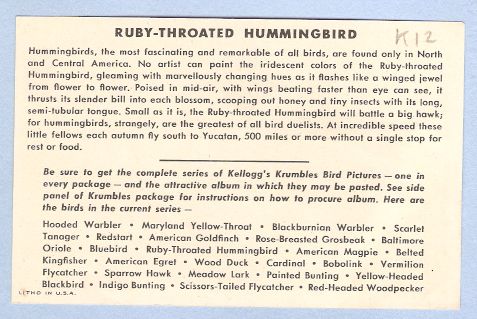 RUBY-THROATED HUMMINGBIRD
K12
Hummingbirds, the most fascinating and remarkable of all birds, are found only in North
and Central America. No artist can paint the iridescent colors of the Ruby-throated
Hummingbird, gleaming with marvellously changing hues as it flashes like a winged jewel
from flower to flower. Poised in mid-air, with wings beating faster than eye can see, it
thrusts its slender bill into each blossom, scooping out honey and tiny insects with its long,
semi-tubular tongue. Small as it is, the Ruby-throated Hummingbird will battle a big hawk;
for hummingbirds, strangely, are the greatest of all bird duelists. At incredible speed these
little fellows each autumn fly south to Yucatan, 500 miles or more without a single stop for
rest or food.
Be sure to get the complete series of Kellogg's Krumbles Bird Pictures — one in
every package — and the attractive album in which they may be pasted. See side
panel of Krumbles package for instructions on how to procure album. Here are
the birds in the current series —
Hooded Warbler • Maryland Yellow-Throat • Blackburnian Warbler • Scarlet
Tanager • Redstart • American Goldfinch • Rose-Breasted Grosbeak • Baltimore
Oriole • Bluebird • Ruby-Throated Hummingbird • American Magpie • Belted
Kingfisher • American Egret • Wood Duck • Cardinal • Bobolink • Vermilion
Flycatcher • Sparrow Hawk • Meadow Lark • Painted Bunting • Yellow-Headed
Blackbird • Indigo Bunting • Scissors-Tailed Flycatcher • Red-Headed Woodpecker
LITHO IN U.S.A.